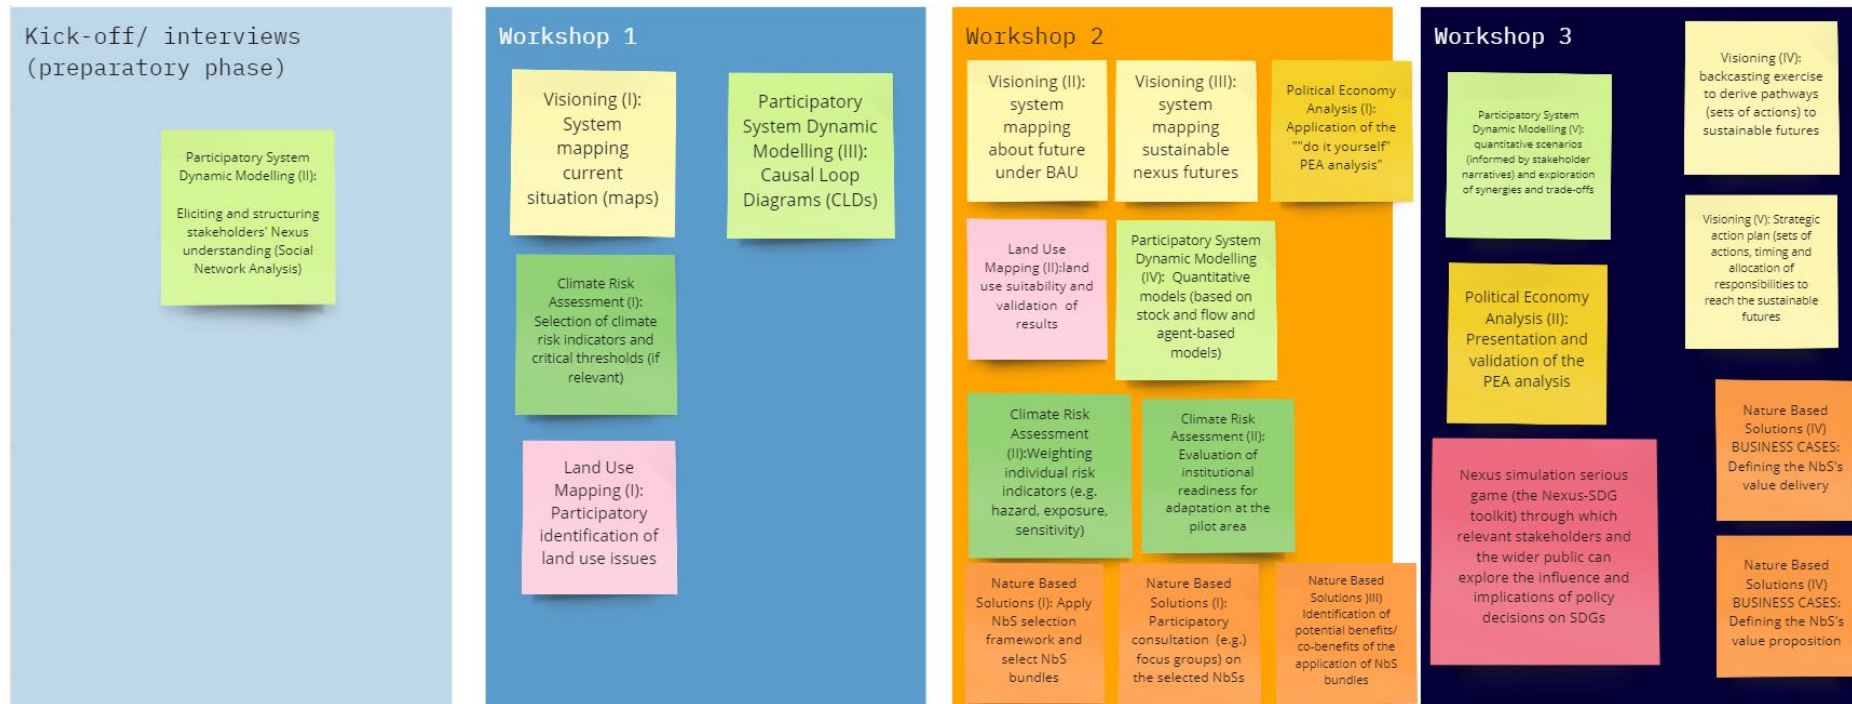 Kick-off/ interviews
(preparatory phase)
Participatory System
Dynamic Modelling (II):
Eliciting and structuring
stakeholders' Nexus
understanding (Social
Network Analysis)
Workshop 1
Visioning (I):
System
mapping
current
situation (maps)
Participatory
System Dynamic
Modelling (III):
Causal Loop
Diagrams (CLDs)
Climate Risk
Assessment (I):
Selection of climate
risk indicators and
critical thresholds (if
relevant)
Land Use
Mapping (I):
Participatory
identification of
land use issues
Workshop 2
Visioning (II):
system
mapping
about future
under BAU
Visioning (III):
system
mapping
sustainable
nexus futures
Political Economy
Analysis (I):
Application of the
""do it yourself"
PEA analysis"
Land Use
Mapping (II):land
use suitability and
validation of
results
Participatory System
Dynamic Modelling
(IV): Quantitative
models (based on
stock and flow and
agent-based
models)
Climate Risk
Assessment
(II):Weighting
individual risk
indicators (e.g.
hazard, exposure,
sensitivity)
Climate Risk
Assessment (II):
Evaluation of
institutional
readiness for
adaptation at the
pilot area
Nature Based
Solutions (I): Apply
NbS selection
framework and
select NbS
bundles
Nature Based
Solutions (I):
Participatory
consultation (e.g.)
focus groups) on
the selected NbSs
Nature Based
Solutions )III)
Identification of
potential benefits/
co-benefits of the
application of NbS
bundles
Workshop 3
Participatory System
Dynamic Modelling (V):
quantitative scenarios
(informed by stakeholder
narratives) and exploration
of synergies and trade-offs
Visioning (IV):
backcasting exercise
to derive pathways
(sets of actions) to
sustainable futures
Visioning (V): Strategic
action plan (sets of
actions, timing and
allocation of
responsibilities to
reach the sustainable
futures
Political Economy
Analysis (II):
Presentation and
validation of the
PEA analysis
Nature Based
Solutions (IV)
BUSINESS CASES:
Defining the NbS's
value delivery
Nexus simulation serious
game (the Nexus-SDG
toolkit) through which
relevant stakeholders and
the wider public can
explore the influence and
implications of policy
decisions on SDGs
Nature Based
Solutions (IV)
BUSINESS CASES:
Defining the NbS's
value proposition